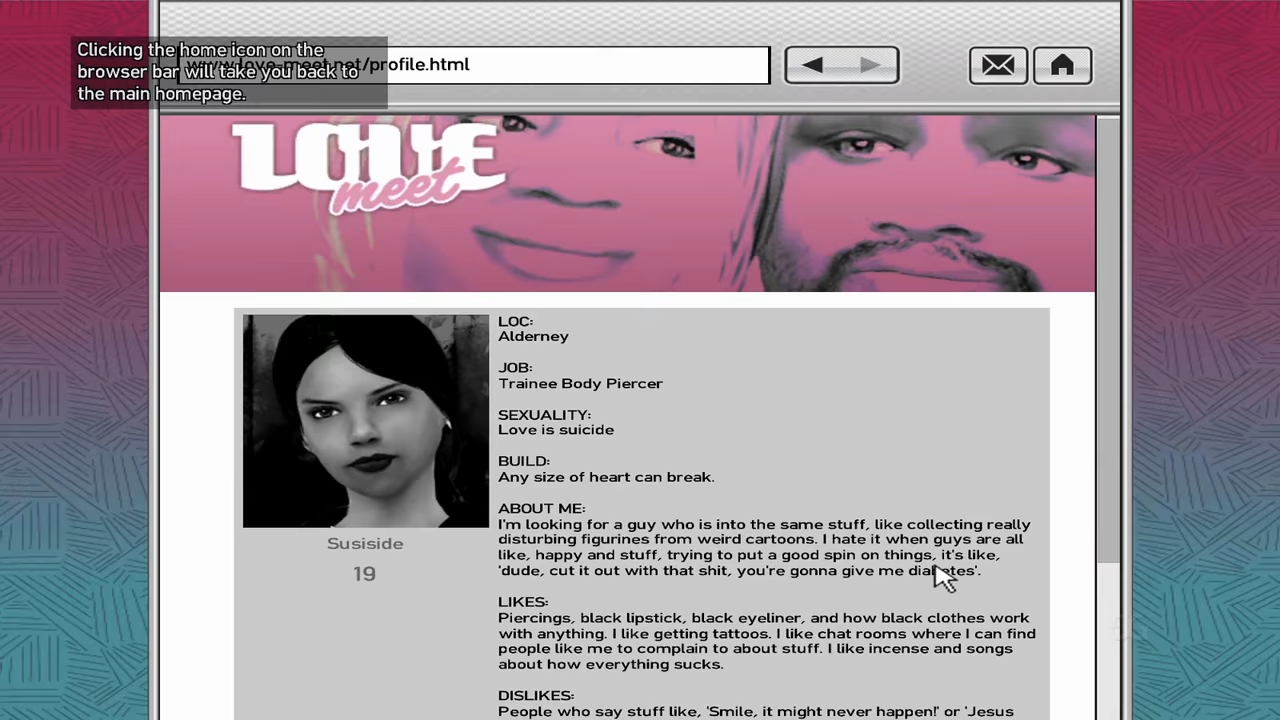 Clicking the home icon on the
browser bar will take you back to
the main homepage.
www.love-meet.net/profile.html
LOVE
meet
LOC:
Alderney
JOB:
Trainee Body Piercer
SEXUALITY:
Love is suicide
BUILD:
Any size of heart can break.
ABOUT ME:
I'm looking for a guy who is into the same stuff, like collecting really
disturbing figurines from weird cartoons. I hate it when guys are all
like, happy and stuff, trying to put a good spin on things, it's like,
'dude, cut it out with that shit, you're gonna give me diabetes'.
Susiside
19
LIKES:
Piercings, black lipstick, black eyeliner, and how black clothes work
with anything. I like getting tattoos. I like chat rooms where I can find
people like me to complain to about stuff. I like incense and songs
about how everything sucks.
DISLIKES:
People who say stuff like, 'Smile, it might never happen!' or 'Jesus